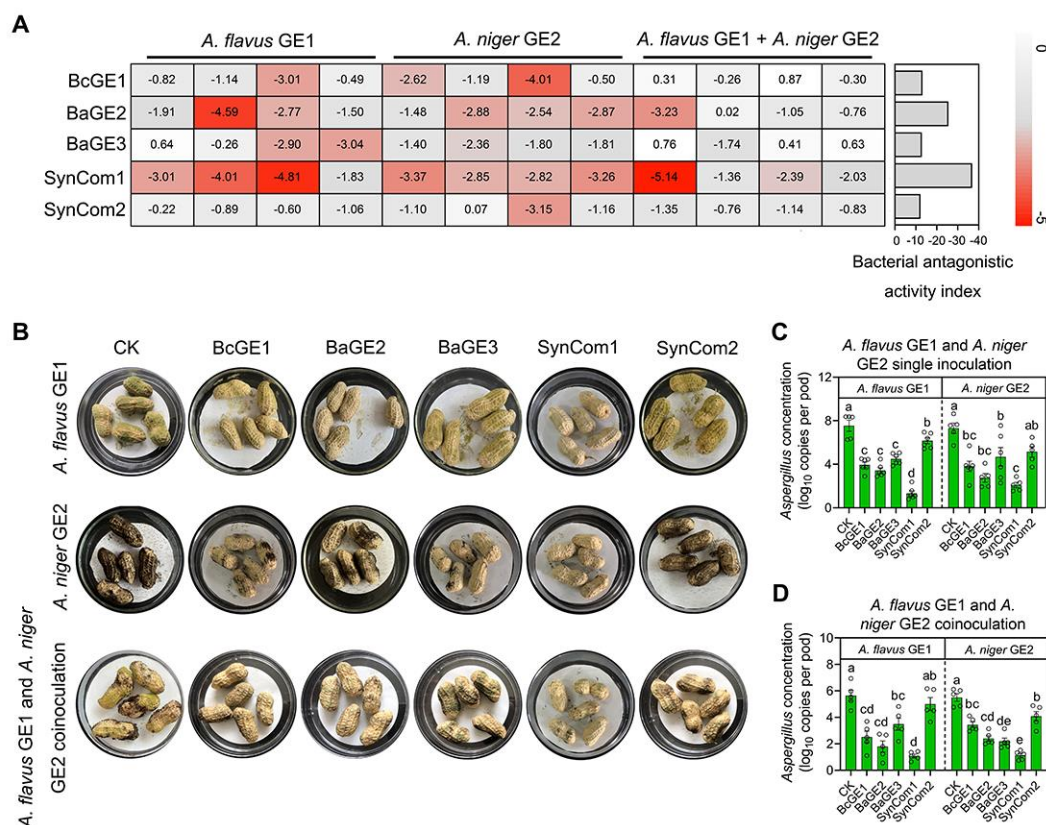 A
A. flavus GE1
A. niger GE2
A. flavus GE1 + A. niger GE2
BcGE1 -0.82 -1.14 -3.01 -0.49 -2.62 -1.19 -4.01 -0.50 0.31 -0.26 0.87 -0.30
BaGE2 -1.91 -4.59 -2.77 -1.50 -1.48 -2.88 -2.54 -2.87 -3.23 0.02 -1.05 -0.76
BaGE3 0.64 -0.26 -2.90 -3.04 -1.40 -2.36 -1.80 -1.81 0.76 -1.74 0.41 0.63
SynCom1 -3.01 -4.01 -4.81 -1.83 -3.37 -2.85 -2.82 -3.26 -5.14 -1.36 -2.39 -2.03
SynCom2 -0.22 -0.89 -0.60 -1.06 -1.10 0.07 -3.15 -1.16 -1.35 -0.76 -1.14 -0.83
0 -10 -20 -30 -40
Bacterial antagonistic
activity index
0
-5
B
CK BcGE1 BaGE2 BaGE3 SynCom1 SynCom2
A. flavus GE1
A. niger GE2
A. flavus GE1 and A. niger
GE2 coinoculation
C
A. flavus GE1 and A. niger
GE2 single inoculation
A. flavus GE1 A. niger GE2
Aspergillus concentration
(log10 copies per pod)
12
8
4
0
a c c c d b a bc bc b c ab
CK BcGE1 BaGE2 BaGE3 SynCom1 SynCom2 CK BcGE1 BaGE2 BaGE3 SynCom1 SynCom2
D
A. flavus GE1 and A.
niger GE2 coinoculation
A. flavus GE1 A. niger GE2
Aspergillus concentration
(log10 copies per pod)
10
8
6
4
2
0
a cd cd bc d ab a bc cd de e b
CK BcGE1 BaGE2 BaGE3 SynCom1 SynCom2 CK BcGE1 BaGE2 BaGE3 SynCom1 SynCom2